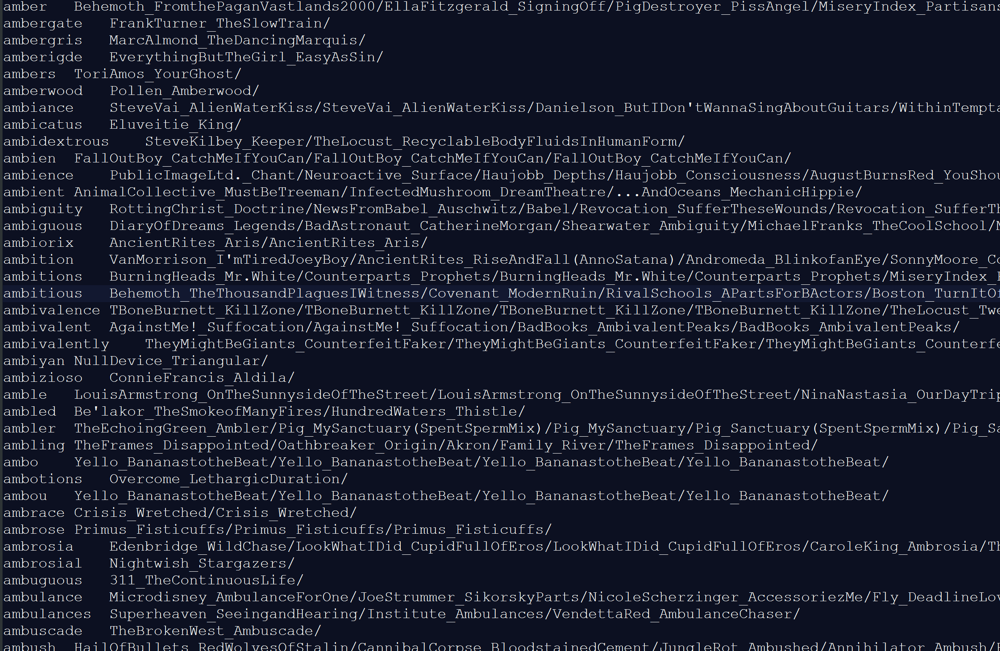 amber	Behemoth_FromthePaganVastlands2000/EllaFitzgerald_SigningOff/PigDestroyer_PissAngel/MiseryIndex_Partisans
ambergate	FrankTurner_TheSlowTrain/
ambergris	MarcAlmond_TheDancingMarquis/
amberigde	EverythingButTheGirl_EasyAsSin/
ambers	ToriAmos_YourGhost/
amberwood	Pollen_Amberwood/
ambiance	SteveVai_AlienWaterKiss/SteveVai_AlienWaterKiss/Danielson_ButIDon'tWannaSingAboutGuitars/WithinTempta
ambicatus	Eluveitie_King/
ambidextrous	SteveKilbey_Keeper/TheLocust_RecyclableBodyFluidsInHumanForm/
ambien	FallOutBoy_CatchMeIfYouCan/FallOutBoy_CatchMeIfYouCan/FallOutBoy_CatchMeIfYouCan/
ambience	PublicImageLtd._Chant/Neuroactive_Surface/Haujobb_Depths/Haujobb_Consciousness/AugustBurnsRed_YouShou
ambient	AnimalCollective_MustBeTreeman/InfectedMushroom_DreamTheatre/...AndOceans_MechanicHippie/
ambiguity	RottingChrist_Doctrine/NewsFromBabel_Auschwitz/Babel/Revocation_SufferTheseWounds/Revocation_SufferTh
ambiguous	DiaryOfDreams_Legends/BadAstronaut_CatherineMorgan/Shearwater_Ambiguity/MichaelFranks_TheCoolSchool/M
ambiorix	AncientRites_Aris/AncientRites_Aris/
ambition	VanMorrison_I'mTiredJoeyBoy/AncientRites_RiseAndFall(AnnoSatana)/Andromeda_BlinkofanEye/SonnyMoore_Co
ambitions	BurningHeads_Mr.White/Counterparts_Prophets/BurningHeads_Mr.White/Counterparts_Prophets/MiseryIndex_
ambitious	Behemoth_TheThousandPlaguesIWitness/Covenant_ModernRuin/RivalSchools_APartsForBActors/Boston_TurnItOf
ambivalence	TBoneBurnett_KillZone/TBoneBurnett_KillZone/TBoneBurnett_KillZone/TBoneBurnett_KillZone/TheLocust_Twe
ambivalent	AgainstMe!_Suffocation/AgainstMe!_Suffocation/BadBooks_AmbivalentPeaks/BadBooks_AmbivalentPeaks/
ambivalently	TheyMightBeGiants_CounterfeitFaker/TheyMightBeGiants_CounterfeitFaker/TheyMightBeGiants_Counterfe
ambiyan	NullDevice_Triangular/
ambizioso	ConnieFrancis_Aldila/
amble	LouisArmstrong_OnTheSunnysideOfTheStreet/LouisArmstrong_OnTheSunnysideOfTheStreet/NinaNastasia_OurDayTrip
ambled	Be'lakor_TheSmokeofManyFires/HundredWaters_Thistle/
ambler	TheEchoingGreen_Ambler/Pig_MySanctuary(SpentSpermMix)/Pig_MySanctuary/Pig_Sanctuary(SpentSpermMix)/Pig_Sa
ambling	TheFrames_Disappointed/Oathbreaker_Origin/Akron/Family_River/TheFrames_Disappointed/
ambo	Yello_BananastotheBeat/Yello_BananastotheBeat/Yello_BananastotheBeat/Yello_BananastotheBeat/
ambotions	Overcome_LethargicDuration/
ambou	Yello_BananastotheBeat/Yello_BananastotheBeat/Yello_BananastotheBeat/Yello_BananastotheBeat/
ambrace	Crisis_Wretched/Crisis_Wretched/
ambrose	Primus_Fisticuffs/Primus_Fisticuffs/Primus_Fisticuffs/
ambrosia	Edenbridge_WildChase/LookWhatIDid_CupidFullOfEros/LookWhatIDid_CupidFullOfEros/CaroleKing_Ambrosia/Th
ambrosial	Nightwish_Stargazers/
ambuguous	311_TheContinuousLife/
ambulance	Microdisney_AmbulanceForOne/JoeStrummer_SikorskyParts/NicoleScherzinger_AccessoriezMe/Fly_DeadlineLov
ambulances	Superheaven_SeeingandHearing/Institute_Ambulances/VendettaRed_AmbulanceChaser/
ambuscade	TheBrokenWest_Ambuscade/
ambush	HailOfBullets_RedWolvesOfStalin/CannibalCorpse_BloodstainedCement/JungleRot_Ambushed/Annihilator_Ambush/